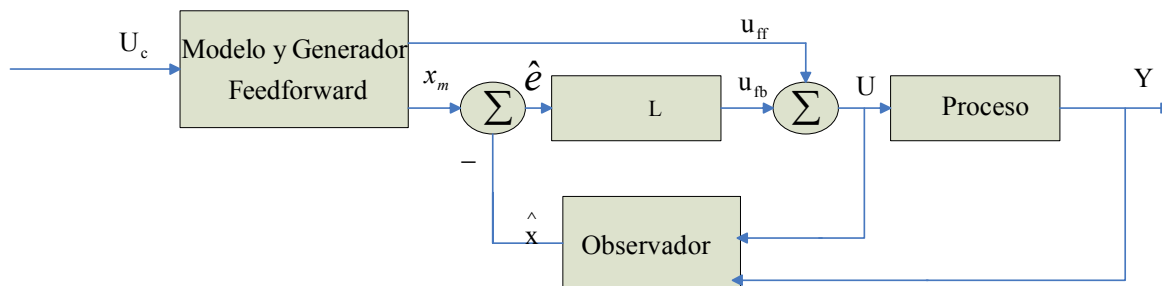 U_c
Modelo y Generador
Feedforward
u_ff
x_m
ê
Σ
L
u_fb
Σ
U
Proceso
Y
−
x̂
Observador